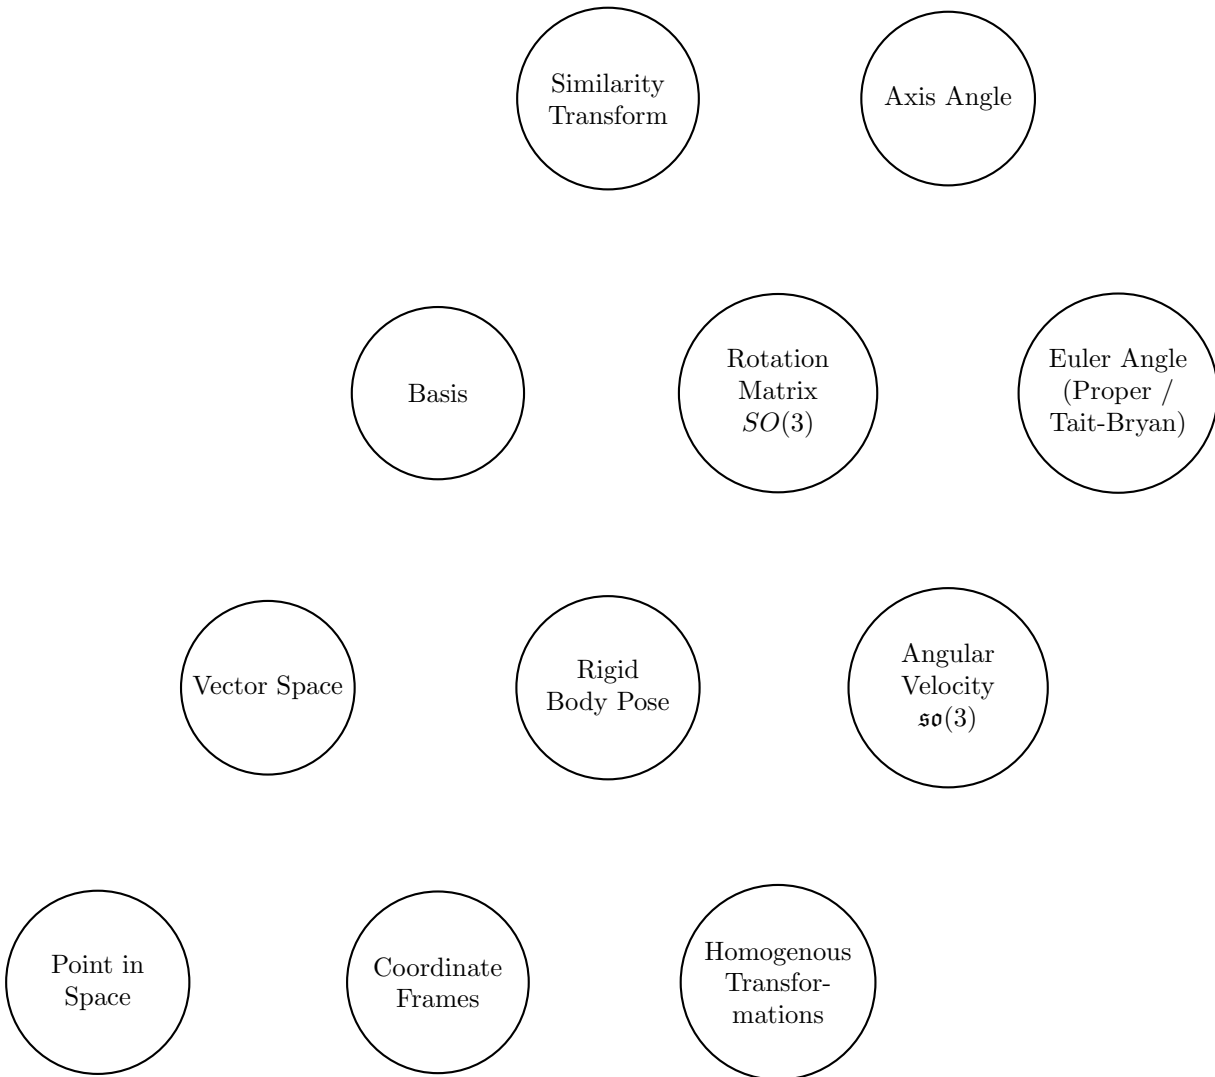 Similarity
Transform
Axis Angle
Basis
Rotation
Matrix
SO(3)
Euler Angle
(Proper /
Tait-Bryan)
Vector Space
Rigid
Body Pose
Angular
Velocity
𝔰𝔬(3)
Point in
Space
Coordinate
Frames
Homogenous
Transfor-
mations